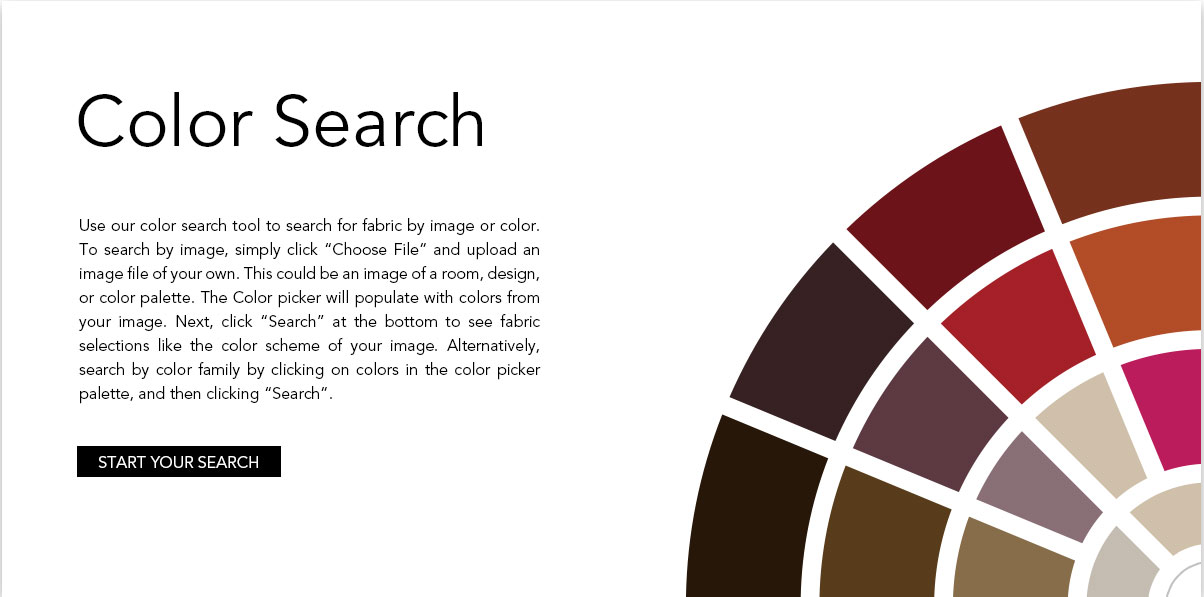 Color Search
Use our color search tool to search for fabric by image or color.
To search by image, simply click “Choose File” and upload an
image file of your own. This could be an image of a room, design,
or color palette. The Color picker will populate with colors from
your image. Next, click “Search” at the bottom to see fabric
selections like the color scheme of your image. Alternatively,
search by color family by clicking on colors in the color picker
palette, and then clicking “Search”.
START YOUR SEARCH